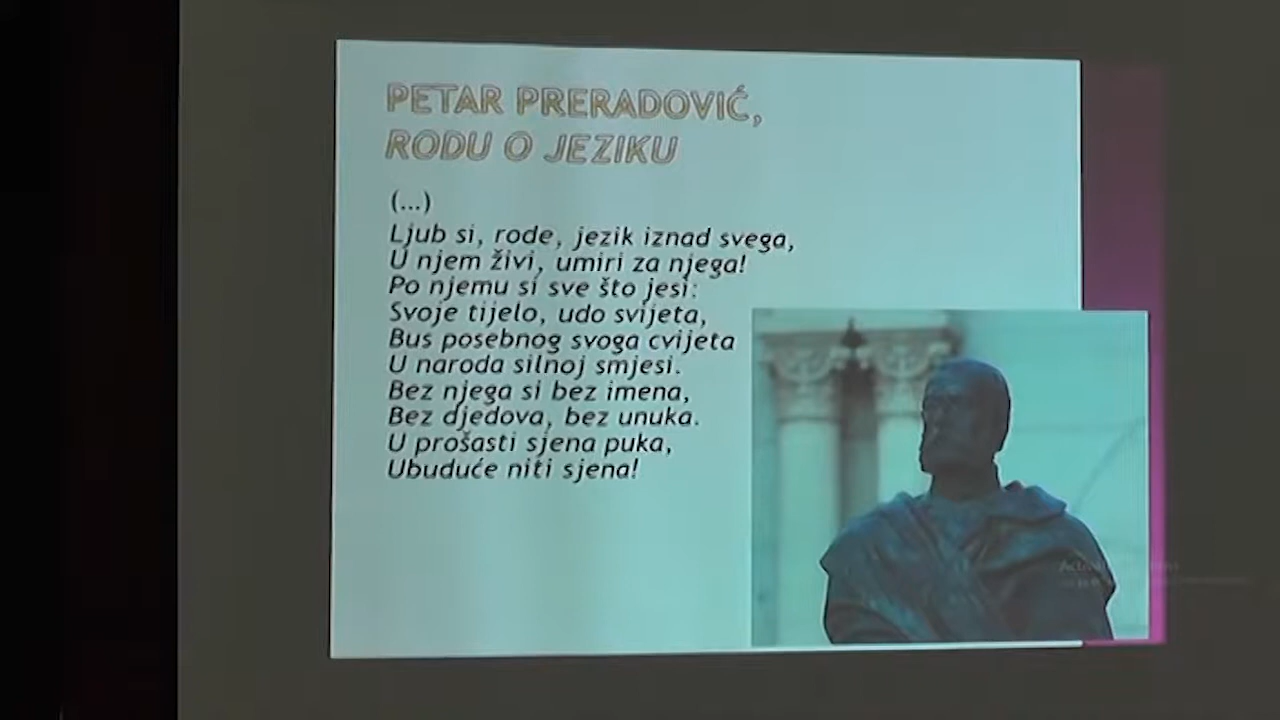 PETAR PRERADOVIĆ,
RODU O JEZIKU
(...)
Ljub si, rode, jezik iznad svega,
U njem živi, umiri za njega!
Po njemu si sve što jesi:
Svoje tijelo, udo svijeta,
Bus posebnog svoga cvijeta
U naroda silnoj smjesi.
Bez njega si bez imena,
Bez djedova, bez unuka.
U prošasti sjena puka,
Ubuduće niti sjena!